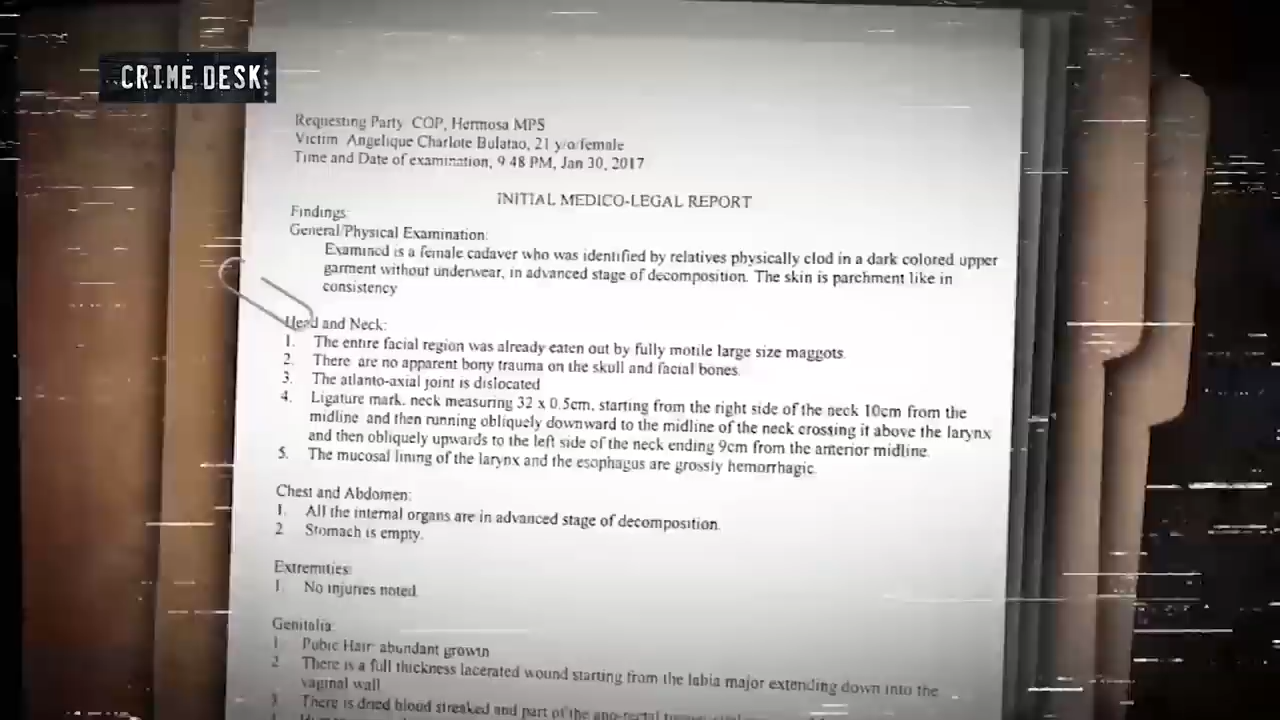 CRIME DESK
Requesting Party COP, Hermosa MPS
Victim Angelique Charlote Bulatao, 21 y/o/female
Time and Date of examination, 9 48 PM, Jan 30, 2017
INITIAL MEDICO-LEGAL REPORT
Findings:
General/Physical Examination:
Examined is a female cadaver who was identified by relatives physically clod in a dark colored upper
garment without underwear, in advanced stage of decomposition. The skin is parchment like in
consistency
Head and Neck:
1. The entire facial region was already eaten out by fully motile large size maggots.
2. There are no apparent bony trauma on the skull and facial bones.
3. The atlanto-axial joint is dislocated
4. Ligature mark, neck measuring 32 x 0.5cm, starting from the right side of the neck 10cm from the
midline and then running obliquely downward to the midline of the neck crossing it above the larynx
and then obliquely upwards to the left side of the neck ending 9cm from the anterior midline.
5. The mucosal lining of the larynx and the esophagus are grossly hemorrhagic.
Chest and Abdomen:
1. All the internal organs are in advanced stage of decomposition.
2 Stomach is empty.
Extremities:
1. No injuries noted.
Genitalia:
1 Pubic Hair: abundant growth
2 There is a full thickness lacerated wound starting from the labia major extending down into the
vaginal wall
3 There is dried blood streaked and part of the ano-rectal